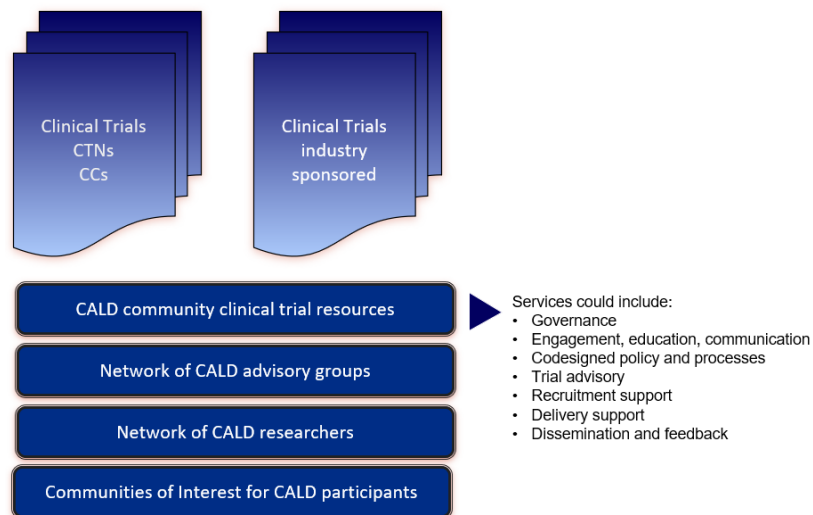 Clinical Trials
CTNs
CCs
Clinical Trials
industry
sponsored
CALD community clinical trial resources
Network of CALD advisory groups
Network of CALD researchers
Communities of Interest for CALD participants
Services could include:
• Governance
• Engagement, education, communication
• Codesigned policy and processes
• Trial advisory
• Recruitment support
• Delivery support
• Dissemination and feedback